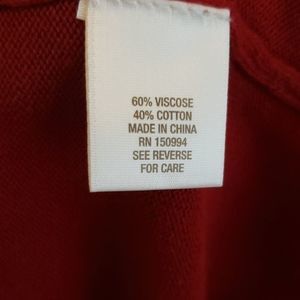 60% VISCOSE
40% COTTON
MADE IN CHINA
RN 150994
SEE REVERSE
FOR CARE